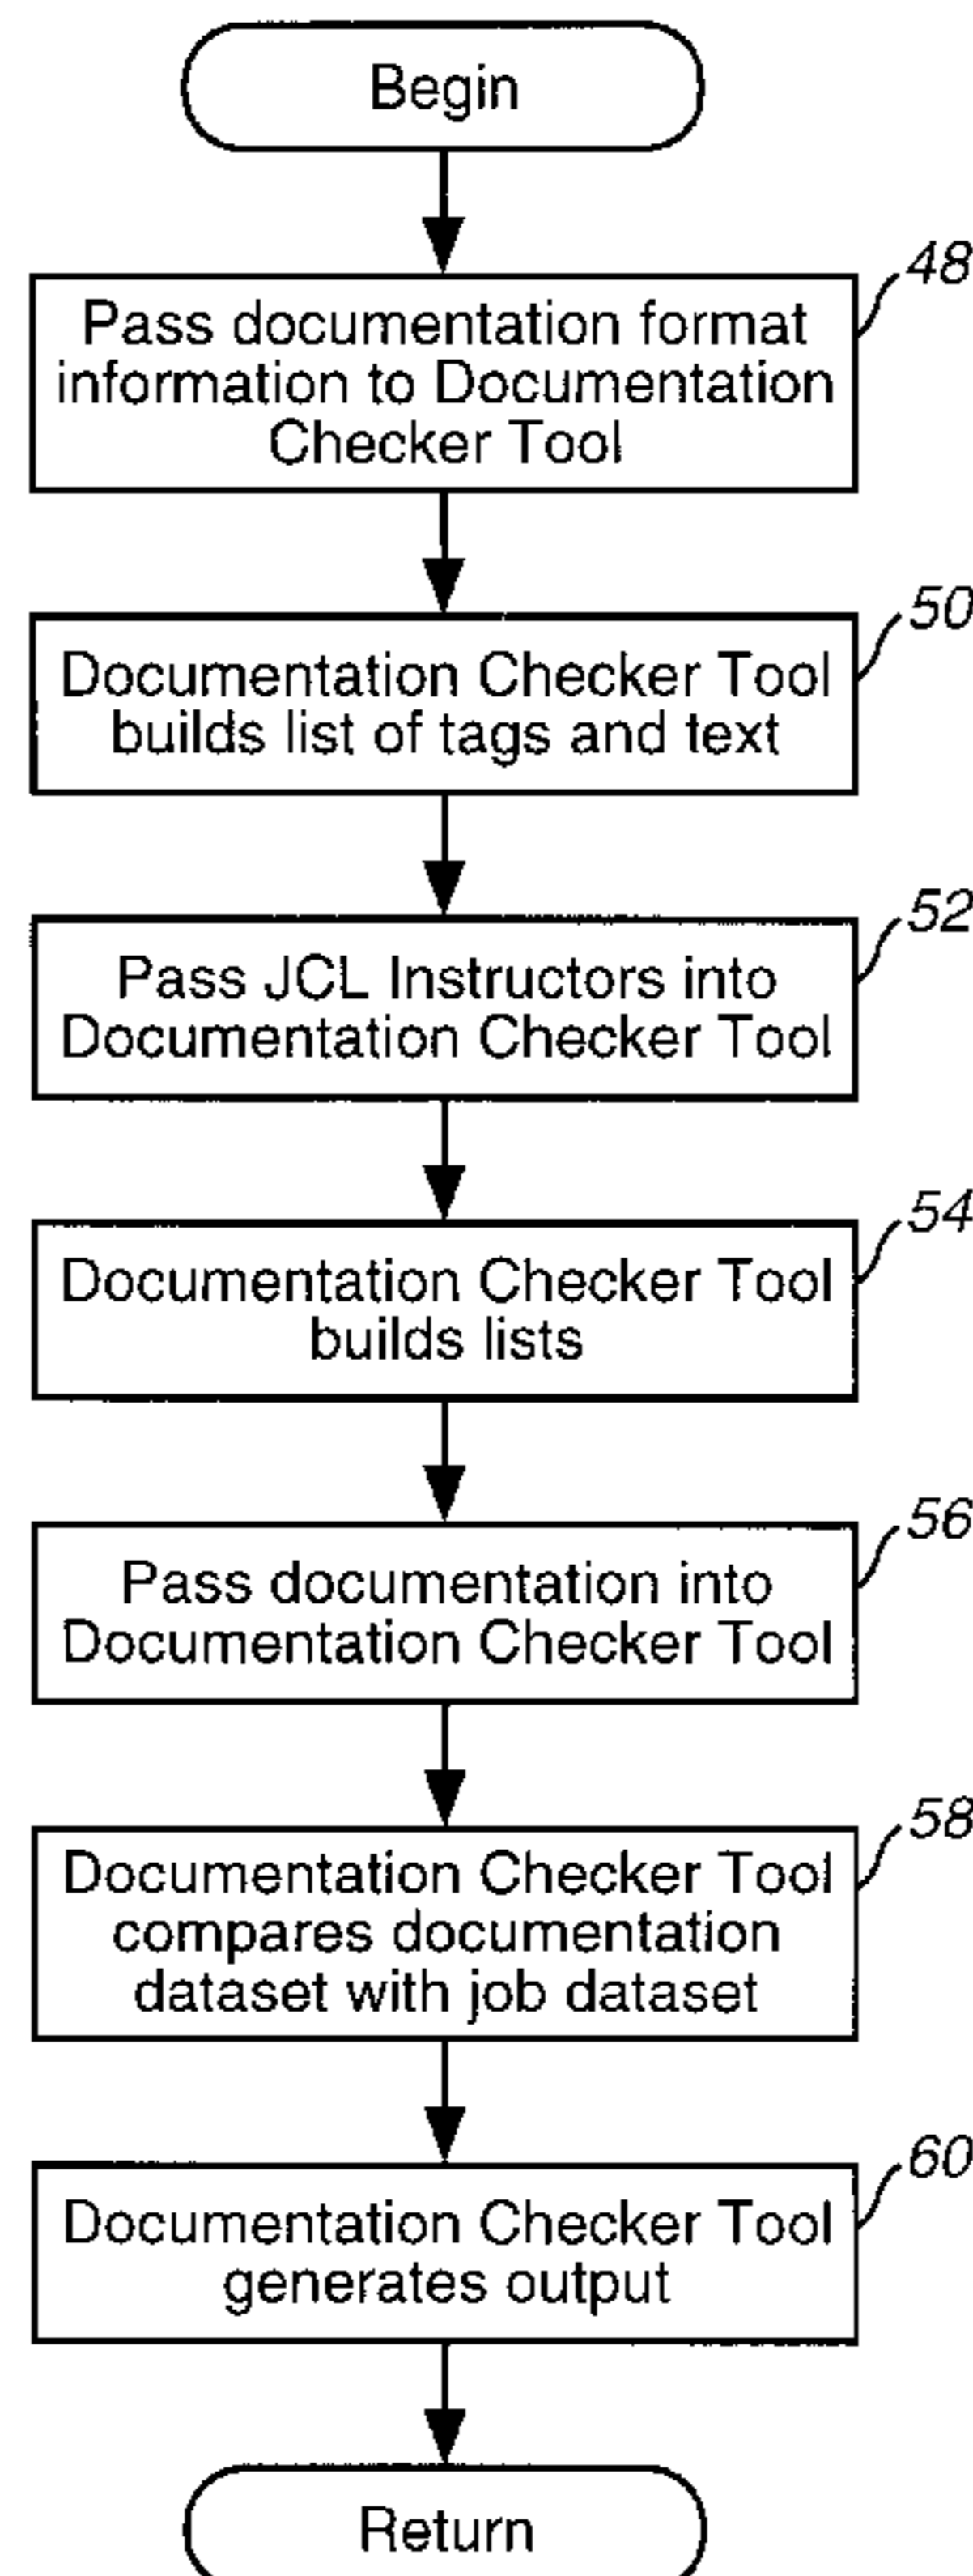 Begin
48
Pass documentation format
information to Documentation
Checker Tool
50
Documentation Checker Tool
builds list of tags and text
52
Pass JCL Instructors into
Documentation Checker Tool
54
Documentation Checker Tool
builds lists
56
Pass documentation into
Documentation Checker Tool
58
Documentation Checker Tool
compares documentation
dataset with job dataset
60
Documentation Checker Tool
generates output
Return